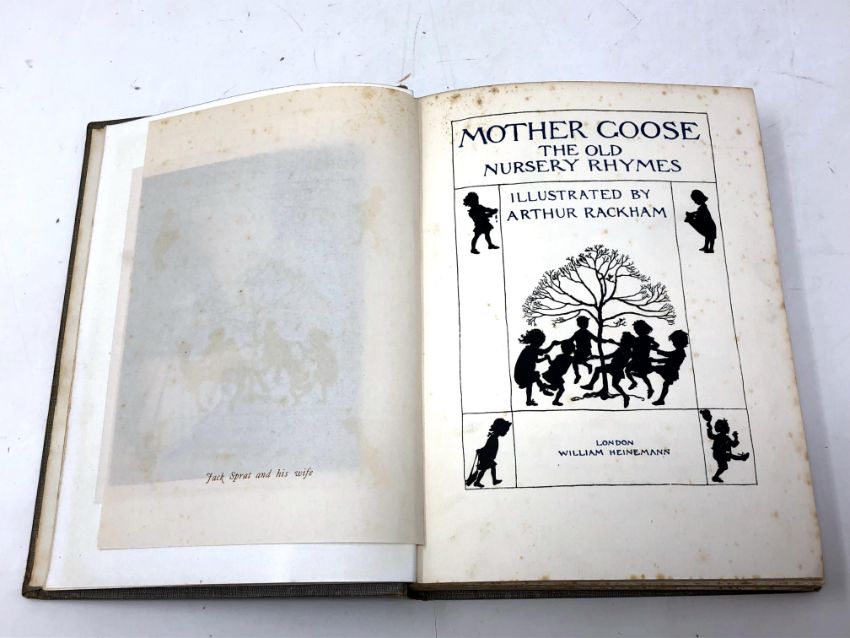 Jack Sprat and his wife
MOTHER GOOSE
THE OLD
NURSERY RHYMES
ILLUSTRATED BY
ARTHUR RACKHAM
LONDON
WILLIAM HEINEMANN